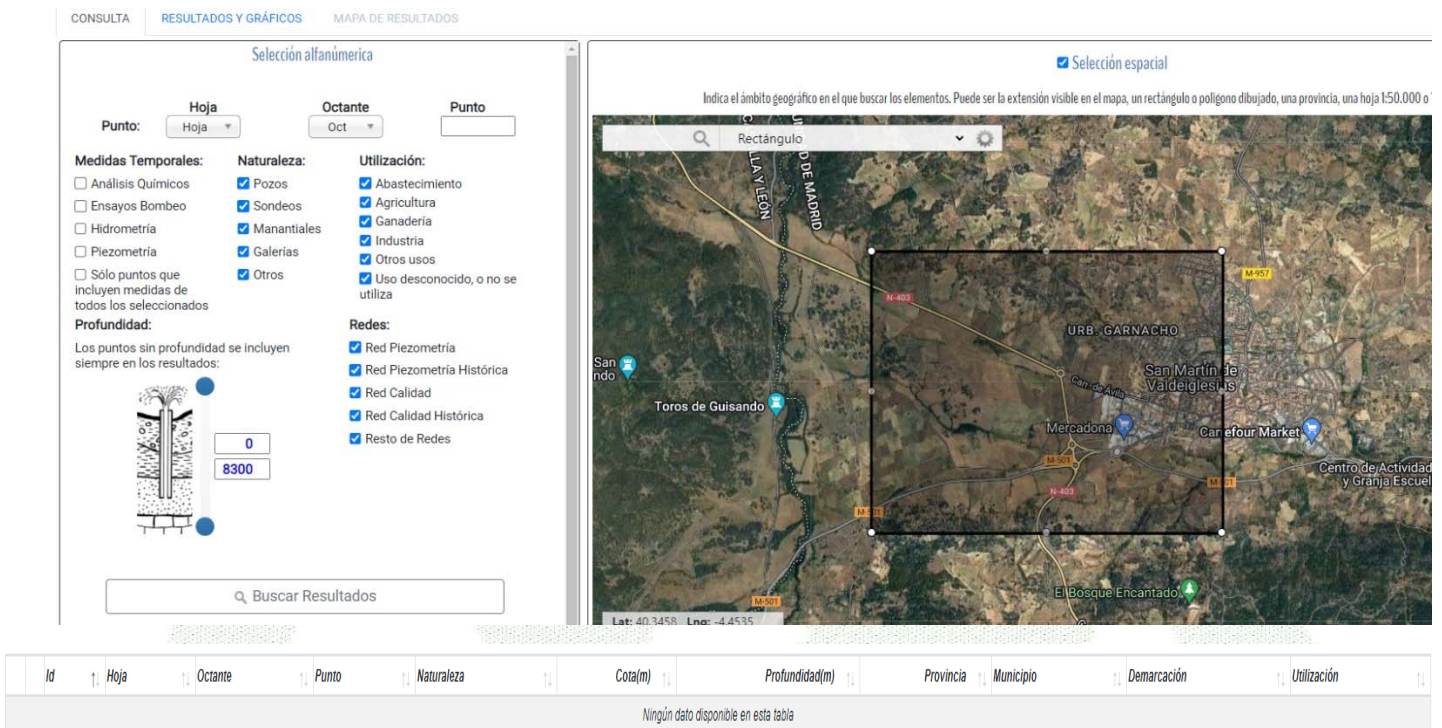 CONSULTA RESULTADOS Y GRÁFICOS MAPA DE RESULTADOS
Selección alfanúmerica
Hoja Octante Punto
Punto: Hoja Oct
Medidas Temporales: Naturaleza: Utilización:
Análisis Químicos Pozos Abastecimiento
Ensayos Bombeo Sondeos Agricultura
Hidrometría Manantiales Ganadería
Piezometría Galerías Industria
Sólo puntos que Otros Otros usos
incluyen medidas de Uso desconocido, o no se
todos los seleccionados utiliza
Profundidad: Redes:
Los puntos sin profundidad se incluyen Red Piezometría
siempre en los resultados: Red Piezometría Histórica
Red Calidad
Red Calidad Histórica
Resto de Redes
0
8300
Buscar Resultados
Selección espacial
Indica el ámbito geográfico en el que buscar los elementos. Puede ser la extensión visible en el mapa, un rectángulo o polígono dibujado, una provincia, una hoja 1:50.000 o
Rectángulo
LLA Y LEÓN
D DE MADRID
M-957
N-403
URB. GARNACHO
San
ndo
San Martín de
Valdeiglesias
Carr. de Ávila
Toros de Guisando
Mercadona
Carrefour Market
M-501
Centro de Actividad
y Granja Escuel
N-403
M-501
M-501
El Bosque Encantado
M-501
Lat: 40.3458 Lng: -4.4535
Id Hoja Octante Punto Naturaleza Cota(m) Profundidad(m) Provincia Municipio Demarcación Utilización
Ningún dato disponible en esta tabla